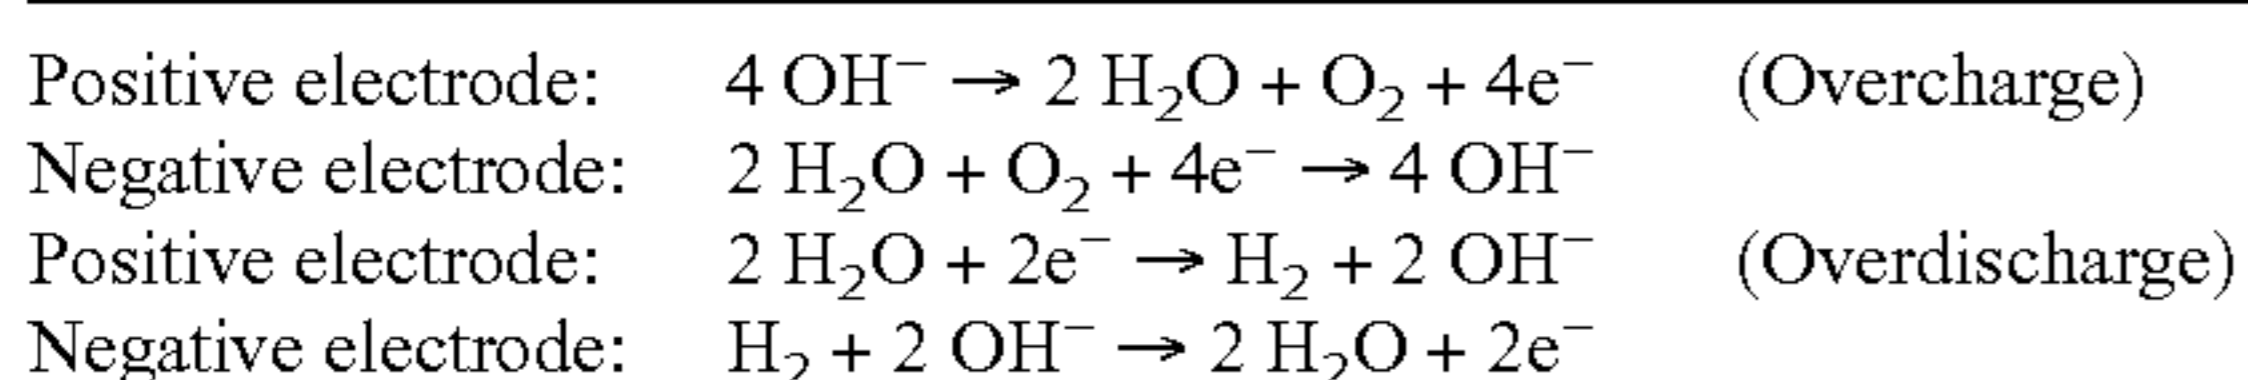 Positive electrode: 4 OH⁻ → 2 H₂O + O₂ + 4e⁻ (Overcharge)
Negative electrode: 2 H₂O + O₂ + 4e⁻ → 4 OH⁻
Positive electrode: 2 H₂O + 2e⁻ → H₂ + 2 OH⁻ (Overdischarge)
Negative electrode: H₂ + 2 OH⁻ → 2 H₂O + 2e⁻